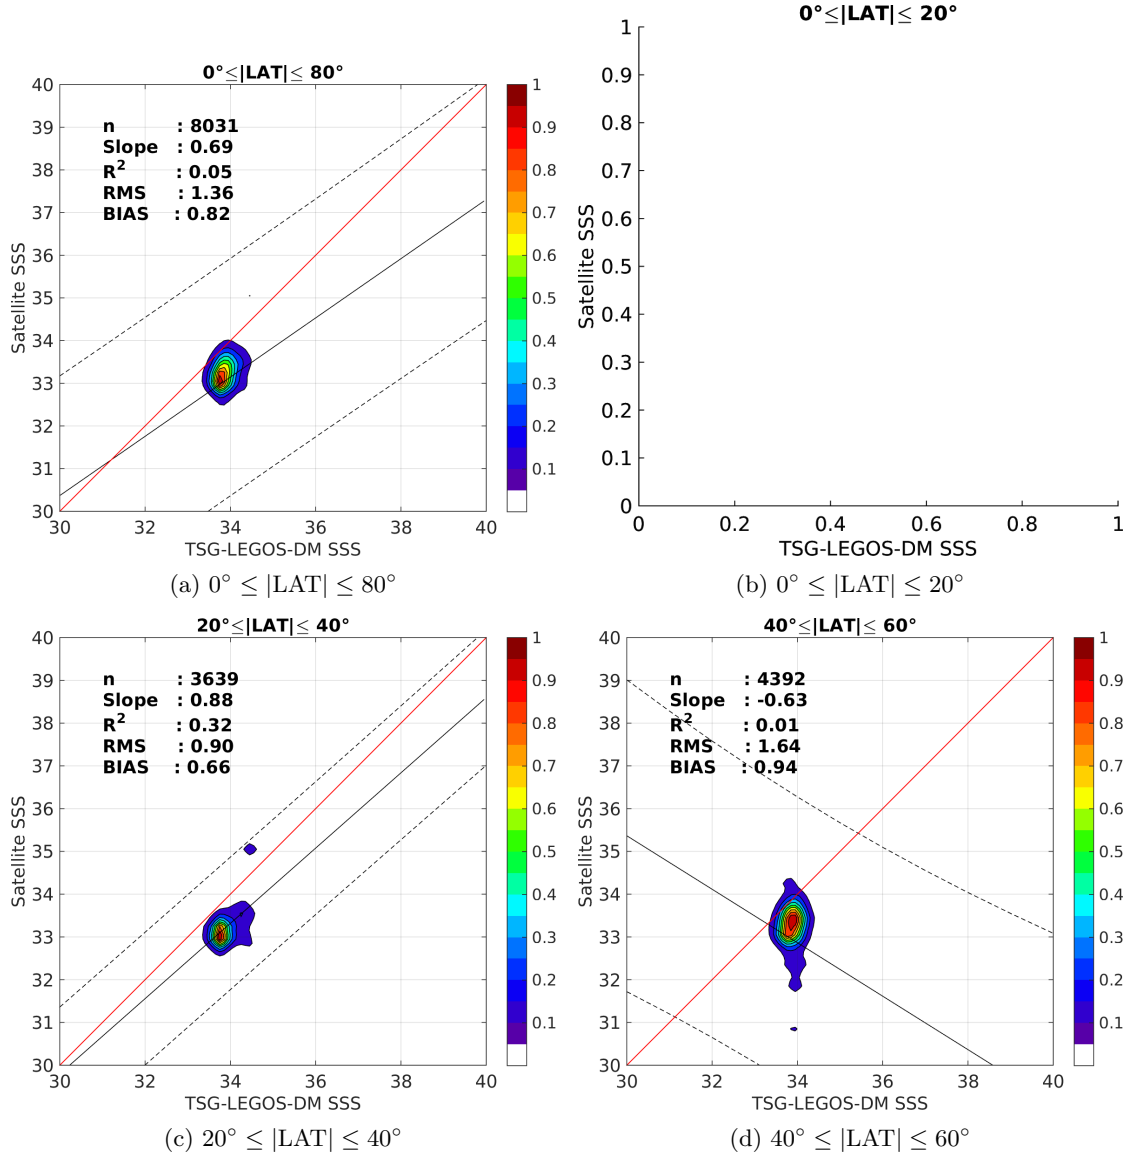 0°≤|LAT|≤ 80°
40
39
38
37
36
35
34
33
32
31
30
30 32 34 36 38 40
Satellite SSS
TSG-LEGOS-DM SSS
n : 8031
Slope : 0.69
R² : 0.05
RMS : 1.36
BIAS : 0.82
1
0.9
0.8
0.7
0.6
0.5
0.4
0.3
0.2
0.1
(a) 0° ≤ |LAT| ≤ 80°
0°≤|LAT|≤ 20°
1
0.9
0.8
0.7
0.6
0.5
0.4
0.3
0.2
0.1
0
0 0.2 0.4 0.6 0.8 1
Satellite SSS
TSG-LEGOS-DM SSS
(b) 0° ≤ |LAT| ≤ 20°
20°≤|LAT|≤ 40°
40
39
38
37
36
35
34
33
32
31
30
30 32 34 36 38 40
Satellite SSS
TSG-LEGOS-DM SSS
n : 3639
Slope : 0.88
R² : 0.32
RMS : 0.90
BIAS : 0.66
1
0.9
0.8
0.7
0.6
0.5
0.4
0.3
0.2
0.1
(c) 20° ≤ |LAT| ≤ 40°
40°≤|LAT|≤ 60°
40
39
38
37
36
35
34
33
32
31
30
30 32 34 36 38 40
Satellite SSS
TSG-LEGOS-DM SSS
n : 4392
Slope : -0.63
R² : 0.01
RMS : 1.64
BIAS : 0.94
1
0.9
0.8
0.7
0.6
0.5
0.4
0.3
0.2
0.1
(d) 40° ≤ |LAT| ≤ 60°